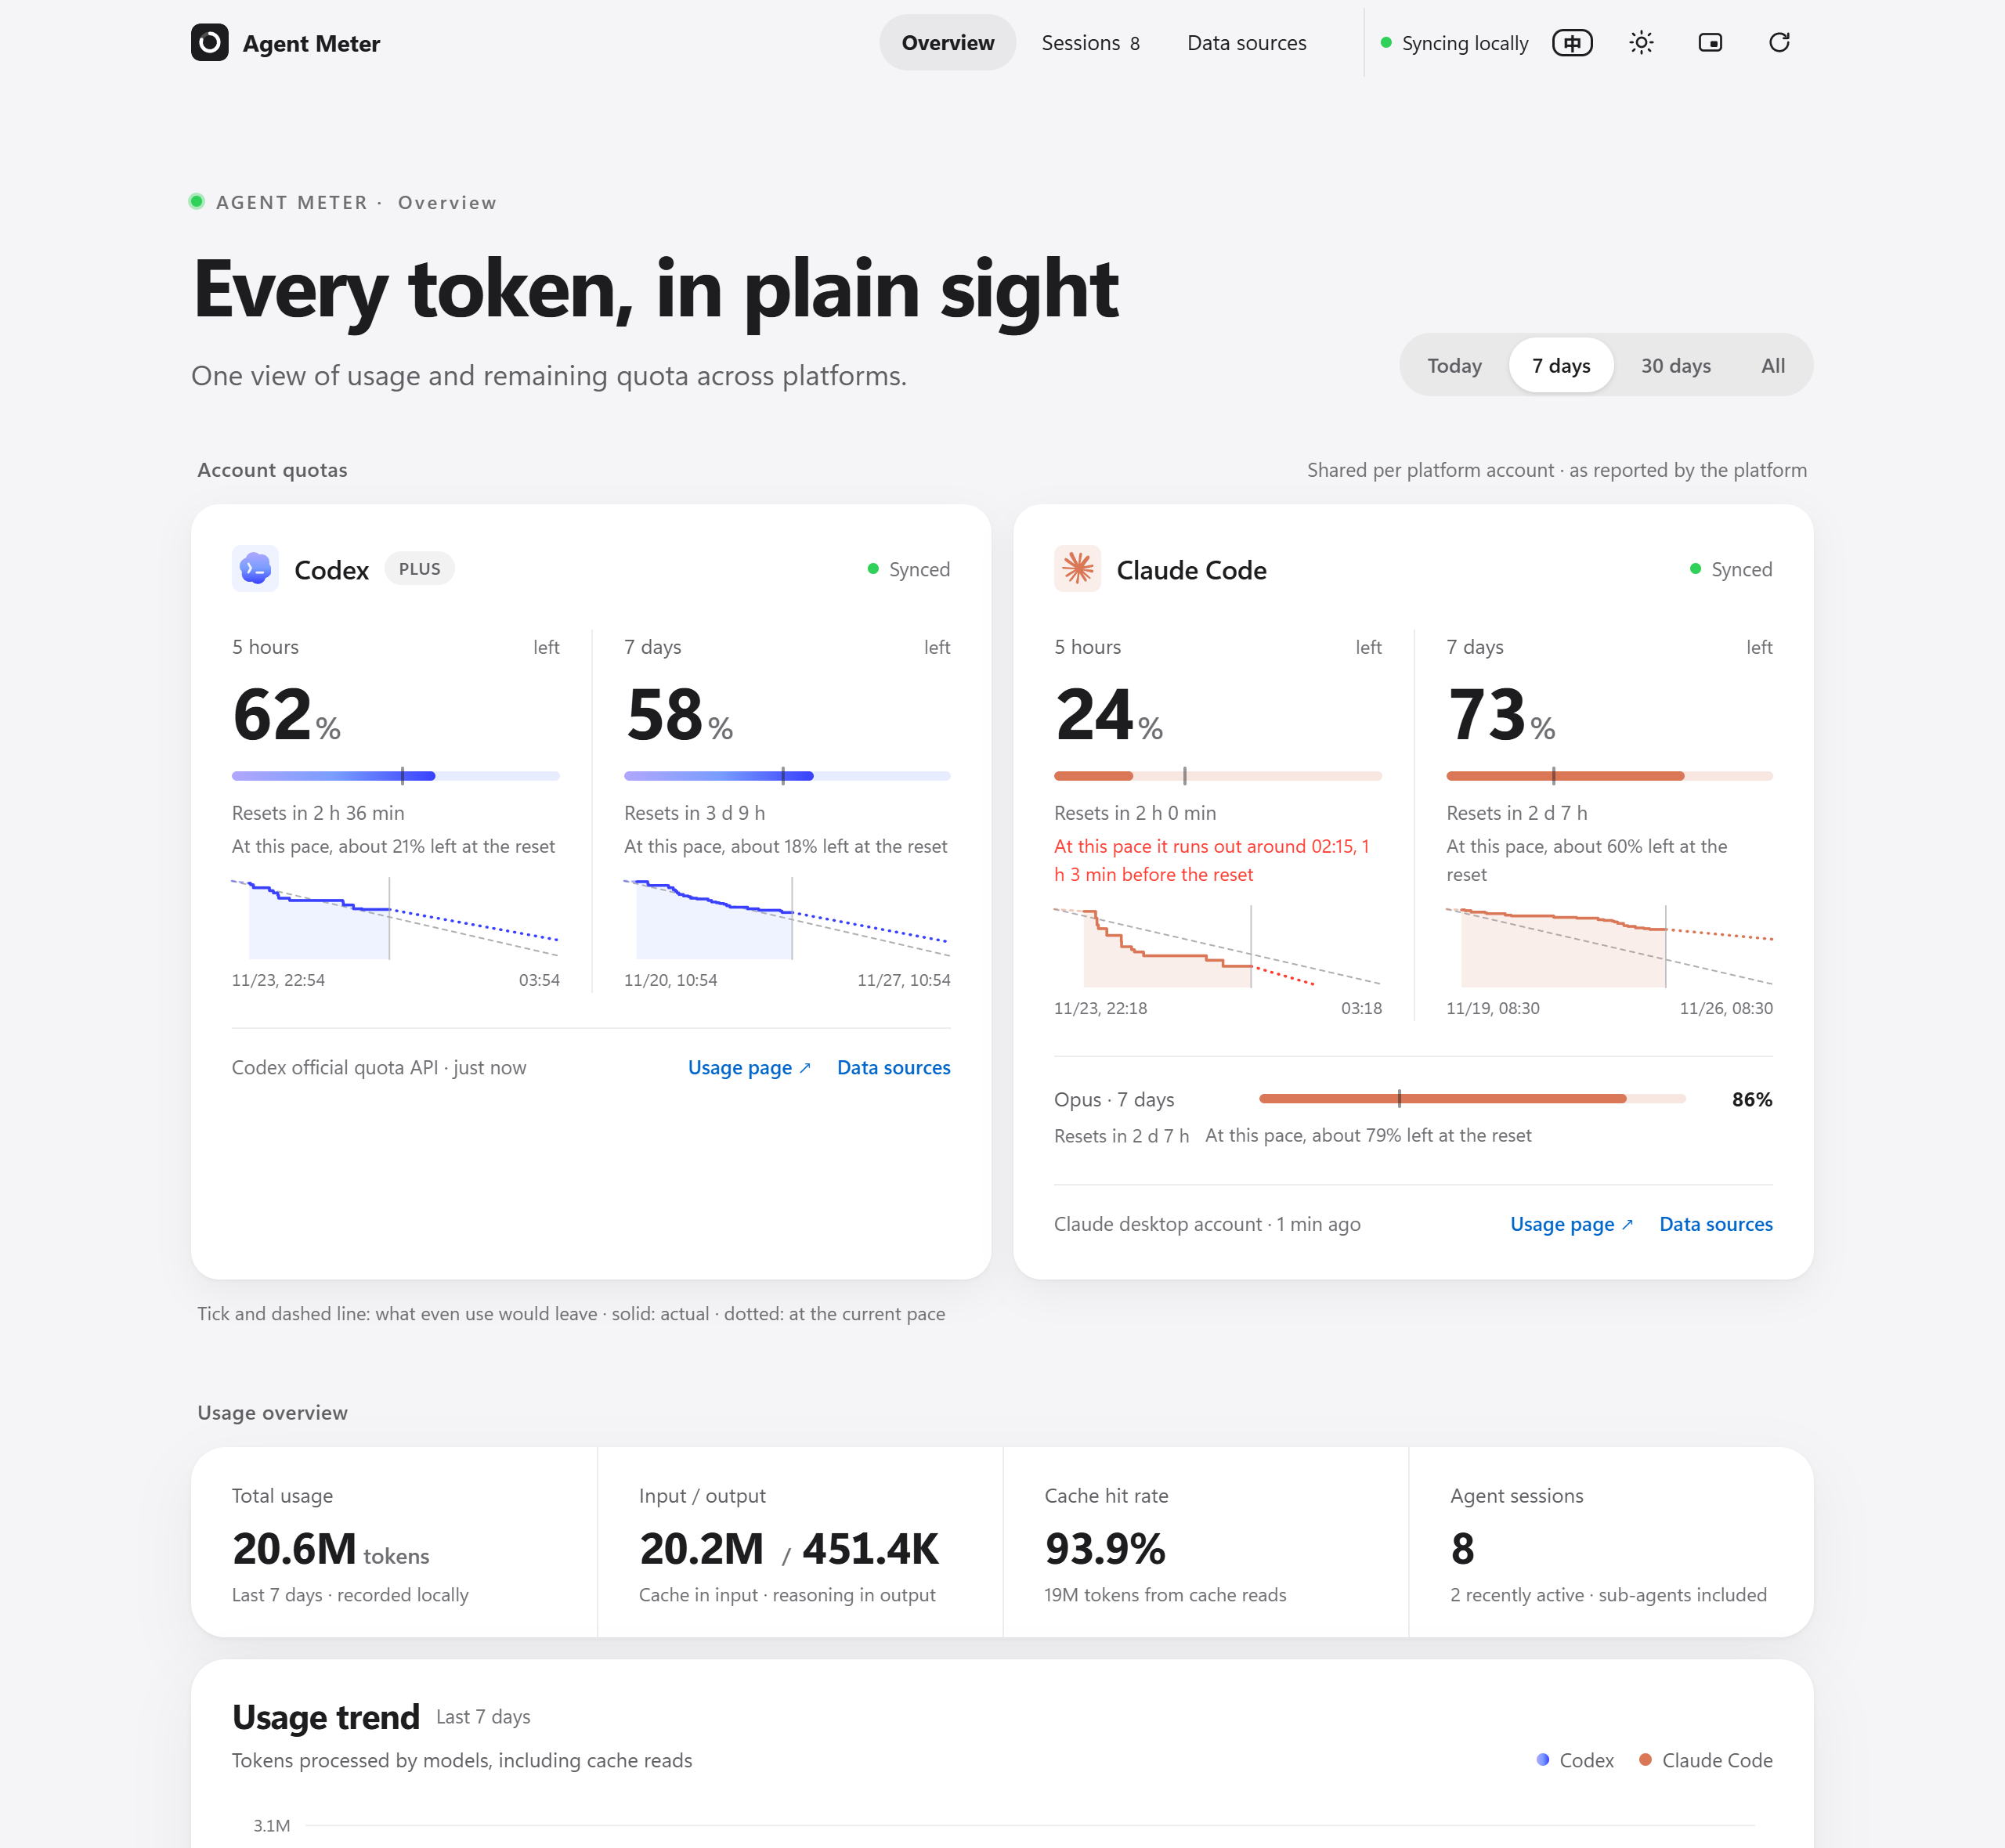 Agent Meter
Overview
Sessions 8
Data sources
Syncing locally
中
AGENT METER · Overview
Every token, in plain sight
One view of usage and remaining quota across platforms.
Today
7 days
30 days
All
Account quotas
Shared per platform account · as reported by the platform
Codex PLUS
Synced
5 hours left
62%
Resets in 2 h 36 min
At this pace, about 21% left at the reset
11/23, 22:54 03:54
7 days left
58%
Resets in 3 d 9 h
At this pace, about 18% left at the reset
11/20, 10:54 11/27, 10:54
Codex official quota API · just now
Usage page ↗ Data sources
Claude Code
Synced
5 hours left
24%
Resets in 2 h 0 min
At this pace it runs out around 02:15, 1
h 3 min before the reset
11/23, 22:18 03:18
7 days left
73%
Resets in 2 d 7 h
At this pace, about 60% left at the
reset
11/19, 08:30 11/26, 08:30
Opus · 7 days 86%
Resets in 2 d 7 h At this pace, about 79% left at the reset
Claude desktop account · 1 min ago
Usage page ↗ Data sources
Tick and dashed line: what even use would leave · solid: actual · dotted: at the current pace
Usage overview
Total usage
20.6M tokens
Last 7 days · recorded locally
Input / output
20.2M / 451.4K
Cache in input · reasoning in output
Cache hit rate
93.9%
19M tokens from cache reads
Agent sessions
8
2 recently active · sub-agents included
Usage trend Last 7 days
Tokens processed by models, including cache reads
Codex Claude Code
3.1M